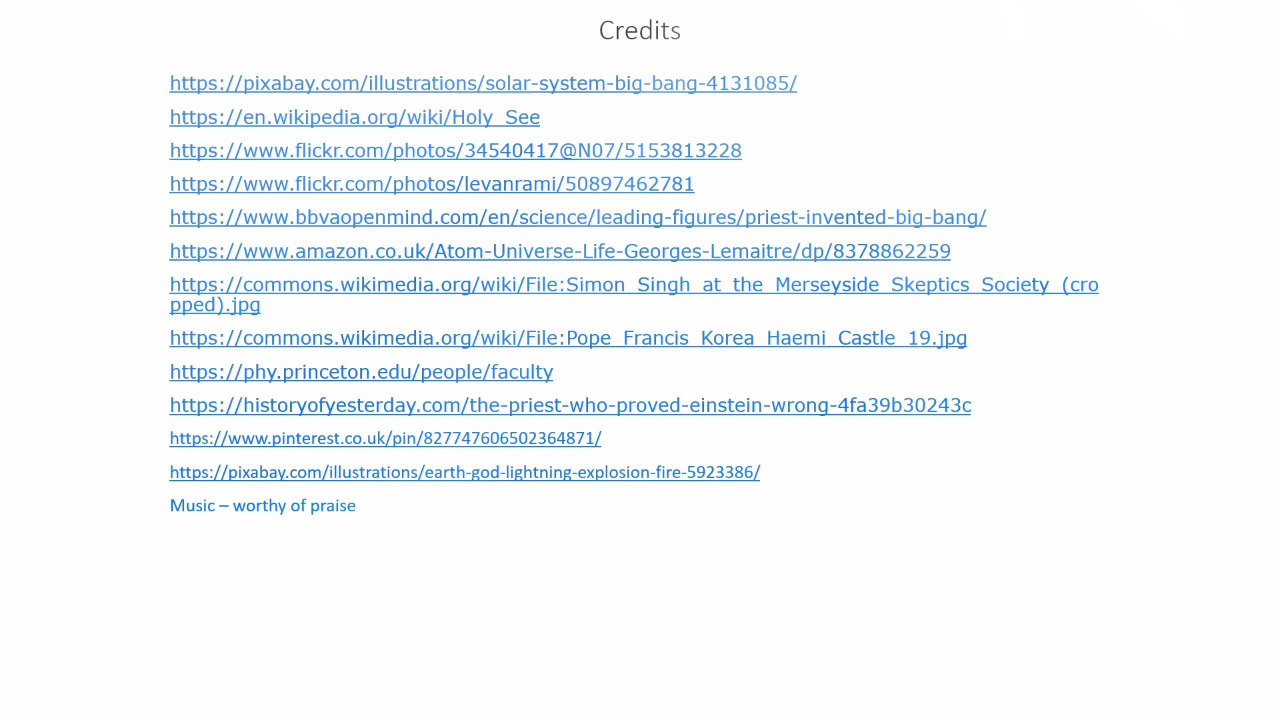 Credits
https://pixabay.com/illustrations/solar-system-big-bang-4131085/
https://en.wikipedia.org/wiki/Holy_See
https://www.flickr.com/photos/34540417@N07/5153813228
https://www.flickr.com/photos/levanrami/50897462781
https://www.bbvaopenmind.com/en/science/leading-figures/priest-invented-big-bang/
https://www.amazon.co.uk/Atom-Universe-Life-Georges-Lemaitre/dp/8378862259
https://commons.wikimedia.org/wiki/File:Simon_Singh_at_the_Merseyside_Skeptics_Society_(cro
pped).jpg
https://commons.wikimedia.org/wiki/File:Pope_Francis_Korea_Haemi_Castle_19.jpg
https://phy.princeton.edu/people/faculty
https://historyofyesterday.com/the-priest-who-proved-einstein-wrong-4fa39b30243c
https://www.pinterest.co.uk/pin/827747606502364871/
https://pixabay.com/illustrations/earth-god-lightning-explosion-fire-5923386/
Music – worthy of praise